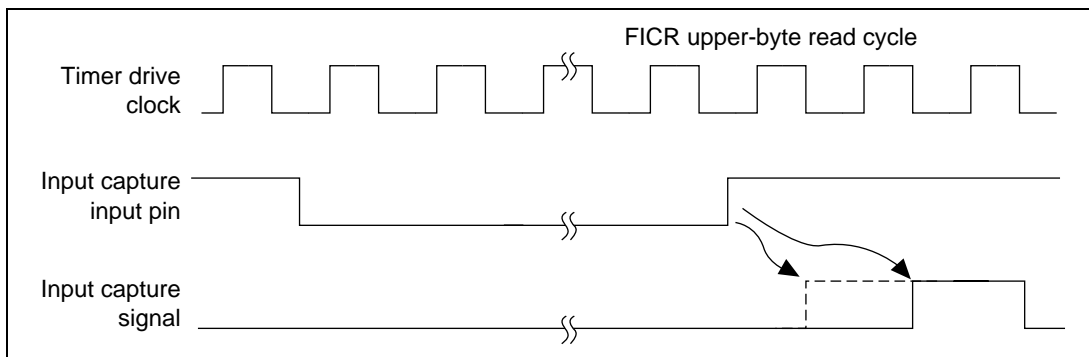 FICR upper-byte read cycle
Timer drive
clock
Input capture
input pin
Input capture
signal